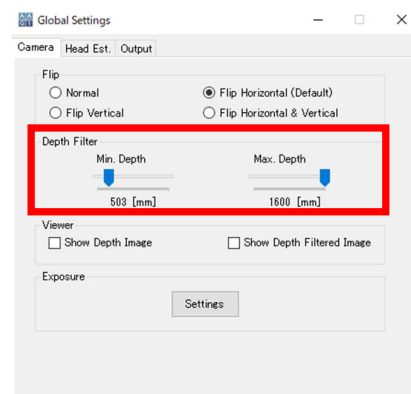 Global Settings
Camera Head Est. Output
Flip
Normal Flip Horizontal (Default)
Flip Vertical Flip Horizontal & Vertical
Depth Filter
Min. Depth Max. Depth
503 [mm] 1600 [mm]
Viewer
Show Depth Image Show Depth Filtered Image
Exposure
Settings